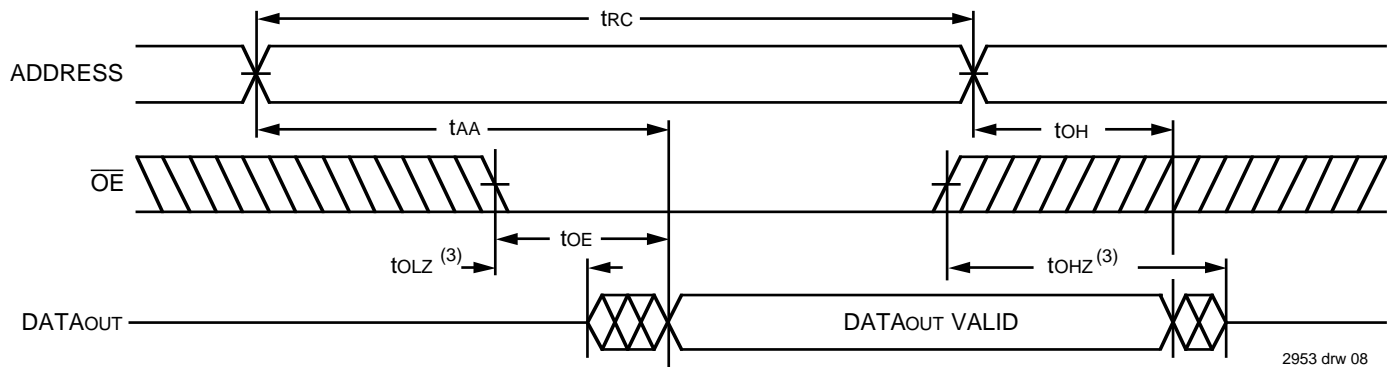 tRC
ADDRESS
tAA
tOH
OE
tOE
tOLZ (3)
tOHZ (3)
DATAOUT
DATAOUT VALID
2953 drw 08